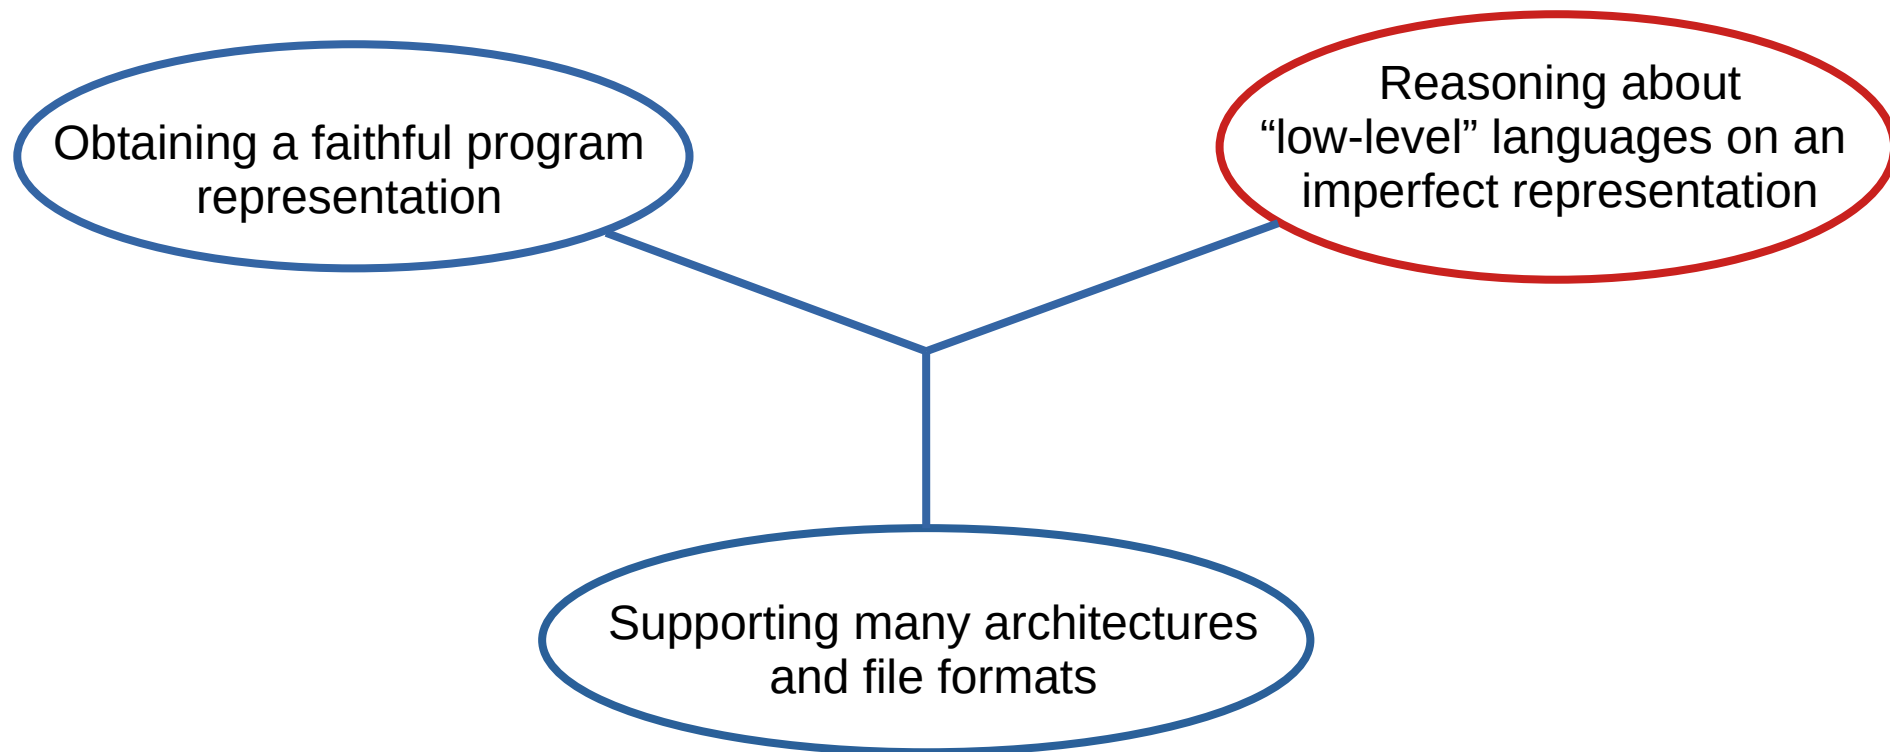 Obtaining a faithful program
representation
Reasoning about
“low-level” languages on an
imperfect representation
Supporting many architectures
and file formats